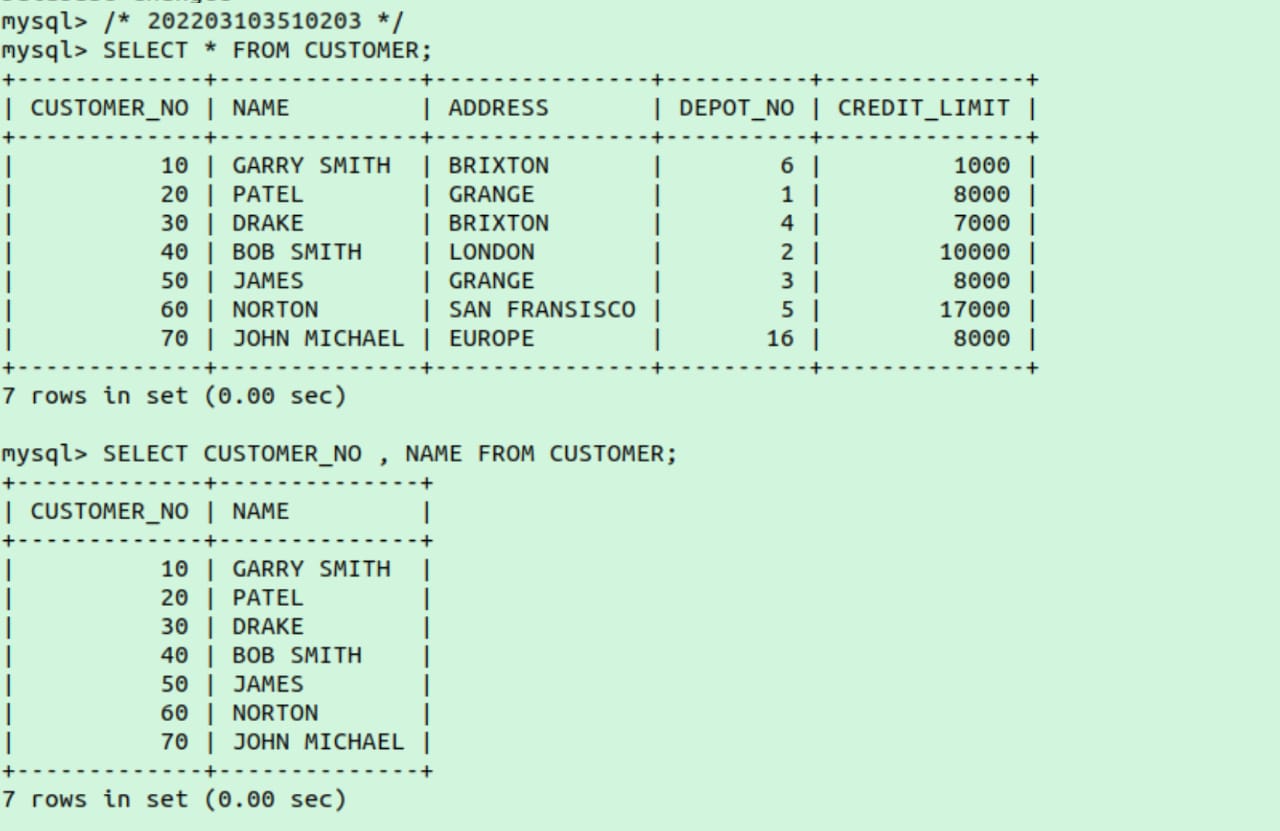 mysql> /* 202203103510203 */
mysql> SELECT * FROM CUSTOMER;
+-------------+--------------+---------------+----------+--------------+
| CUSTOMER_NO | NAME         | ADDRESS       | DEPOT_NO | CREDIT_LIMIT |
+-------------+--------------+---------------+----------+--------------+
|          10 | GARRY SMITH  | BRIXTON       |        6 |         1000 |
|          20 | PATEL        | GRANGE        |        1 |         8000 |
|          30 | DRAKE        | BRIXTON       |        4 |         7000 |
|          40 | BOB SMITH    | LONDON        |        2 |        10000 |
|          50 | JAMES        | GRANGE        |        3 |         8000 |
|          60 | NORTON       | SAN FRANSISCO |        5 |        17000 |
|          70 | JOHN MICHAEL | EUROPE        |       16 |         8000 |
+-------------+--------------+---------------+----------+--------------+
7 rows in set (0.00 sec)
mysql> SELECT CUSTOMER_NO , NAME FROM CUSTOMER;
+-------------+--------------+
| CUSTOMER_NO | NAME         |
+-------------+--------------+
|          10 | GARRY SMITH  |
|          20 | PATEL        |
|          30 | DRAKE        |
|          40 | BOB SMITH    |
|          50 | JAMES        |
|          60 | NORTON       |
|          70 | JOHN MICHAEL |
+-------------+--------------+
7 rows in set (0.00 sec)